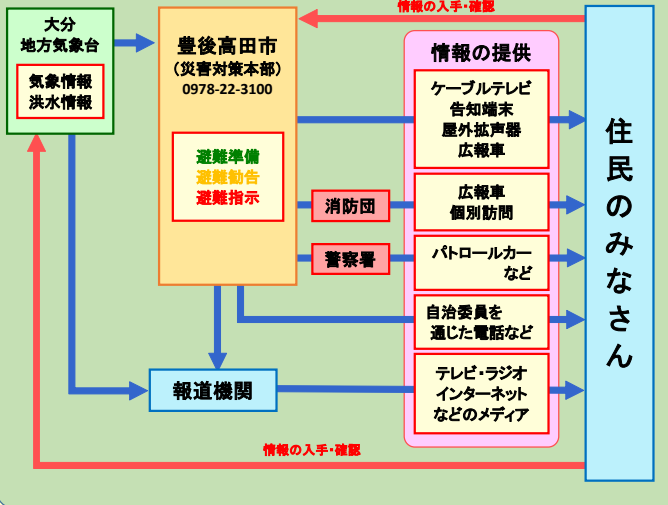 情報の入手・確認
大分
地方気象台
気象情報
洪水情報
豊後高田市
(災害対策本部)
0978-22-3100
避難準備
避難勧告
避難指示
消防団
警察署
報道機関
情報の提供
ケーブルテレビ
告知端末
屋外拡声器
広報車
広報車
個別訪問
パトロールカー
など
自治委員を
通じた電話など
テレビ・ラジオ
インターネット
などのメディア
住民のみなさん
情報の入手・確認